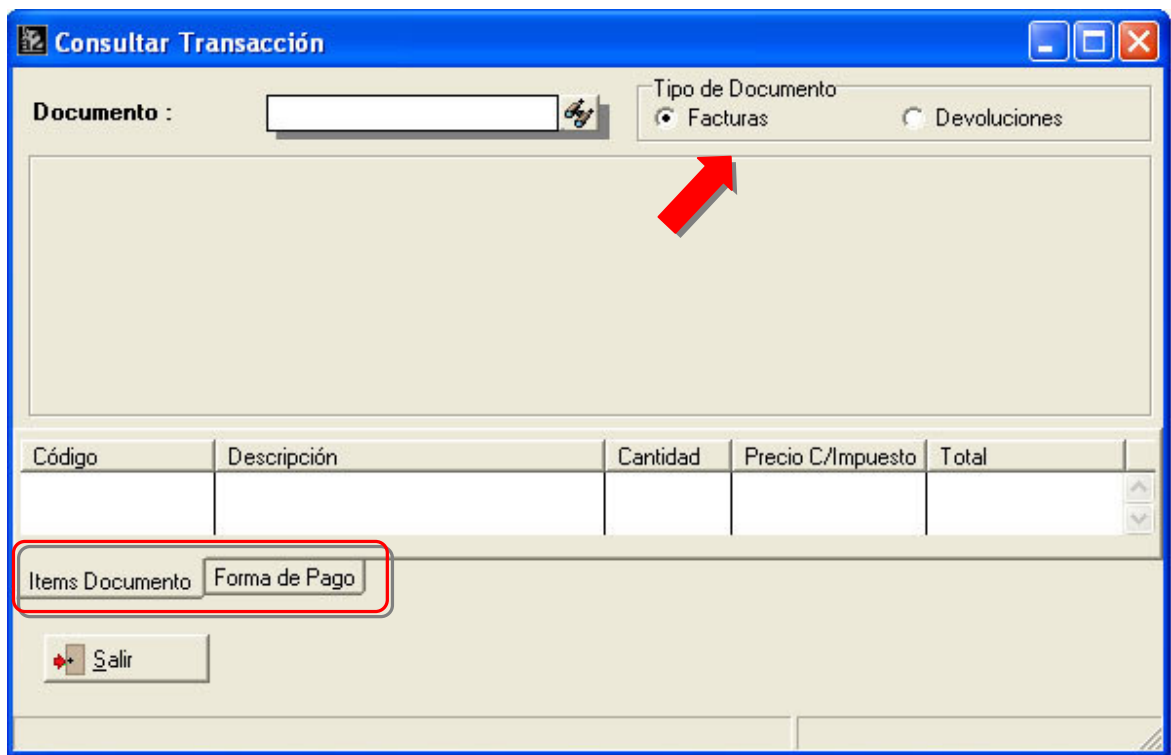 Consultar Transacción
Documento :
Tipo de Documento
Facturas Devoluciones
Código Descripción Cantidad Precio C/Impuesto Total
Items Documento Forma de Pago
Salir